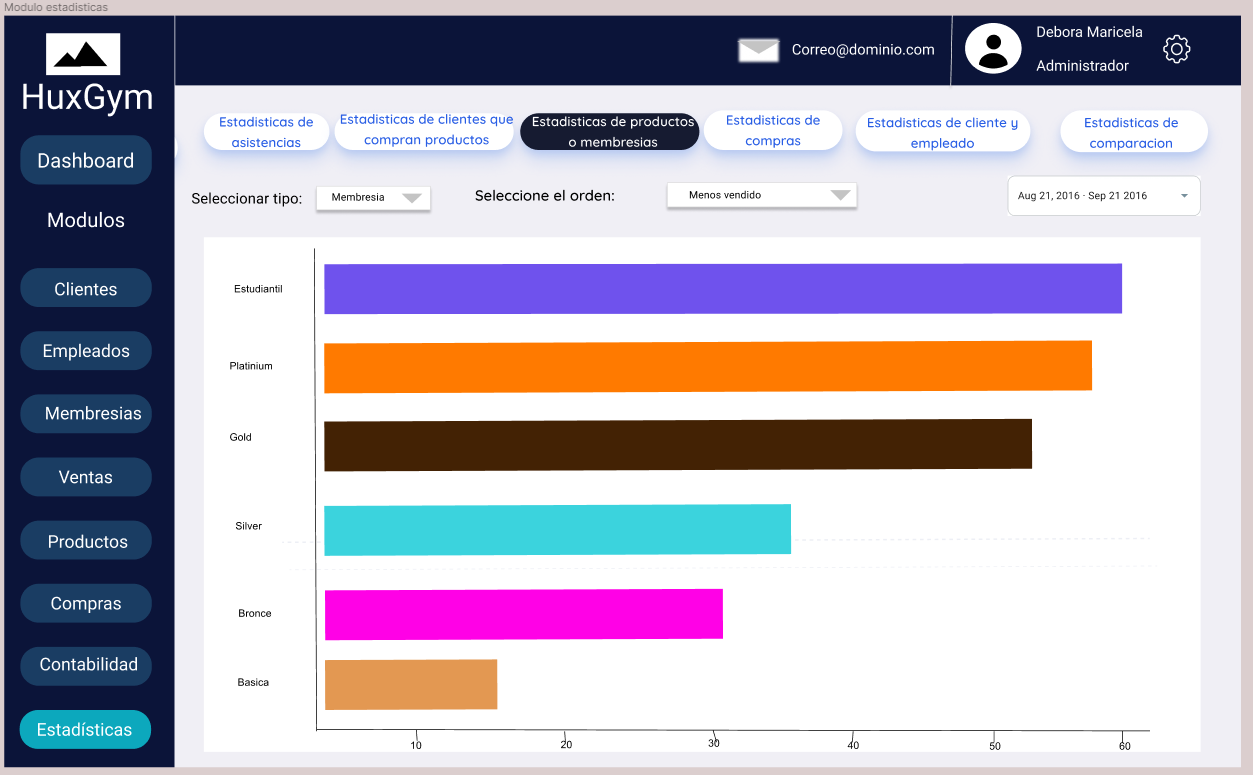 Modulo estadisticas
HuxGym
Dashboard
Modulos
Clientes
Empleados
Membresias
Ventas
Productos
Compras
Contabilidad
Estadísticas
Correo@dominio.com
Debora Maricela
Administrador
Estadisticas de
asistencias
Estadisticas de clientes que
compran productos
Estadisticas de productos
o membresias
Estadisticas de
compras
Estadisticas de cliente y
empleado
Estadisticas de
comparacion
Seleccionar tipo:
Membresia
Seleccione el orden:
Menos vendido
Aug 21, 2016 - Sep 21 2016
Estudiantil
Platinium
Gold
Silver
Bronce
Basica
10 20 30 40 50 60